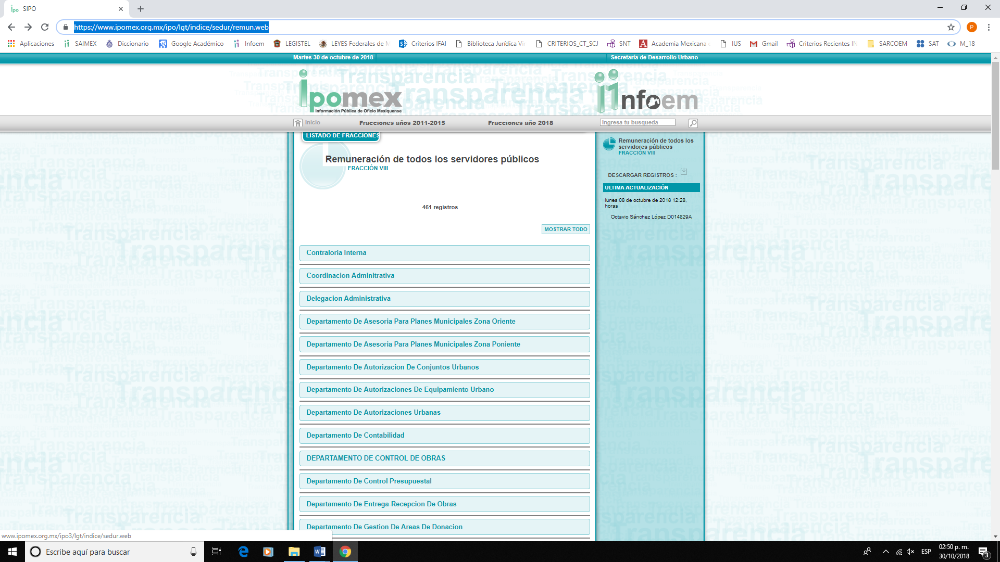 SIPO
https://www.ipomex.org.mx/ipo/lgt/indice/sedur/remun.web
P
Aplicaciones SAIMEX Diccionario Google Académico Infoem LEGISTEL LEYES Federales de M Criterios IFAI Biblioteca Jurídica Vi CRITERIOS_CT_SCJ SNT Academia Mexicana IUS Gmail Criterios Recientes IN SARCOEM SAT M_18
Martes 30 de octubre de 2018 Secretaría de Desarrollo Urbano
Transparencia
ipomex
Información Pública de Oficio Mexiquense
infoem
Inicio Fracciones años 2011-2015 Fracciones año 2018 Ingresa tu busqueda
LISTADO DE FRACCIONES
Remuneración de todos los servidores públicos
FRACCIÓN VIII
461 registros
MOSTRAR TODO
Contraloria Interna
Coordinacion Adminitrativa
Delegacion Administrativa
Departamento De Asesoria Para Planes Municipales Zona Oriente
Departamento De Asesoria Para Planes Municipales Zona Poniente
Departamento De Autorizacion De Conjuntos Urbanos
Departamento De Autorizaciones De Equipamiento Urbano
Departamento De Autorizaciones Urbanas
Departamento De Contabilidad
DEPARTAMENTO DE CONTROL DE OBRAS
Departamento De Control Presupuestal
Departamento De Entrega-Recepcion De Obras
Departamento De Gestion De Areas De Donacion
Remuneración de todos los
servidores públicos
FRACCIÓN VIII
DESCARGAR REGISTROS :
ULTIMA ACTUALIZACIÓN
lunes 08 de octubre de 2018 12:28,
horas
Octavio Sánchez López D014829A
www.ipomex.org.mx/ipo3/lgt/indice/sedur.web
Escribe aquí para buscar
ESP
02:50 p. m.
30/10/2018
3